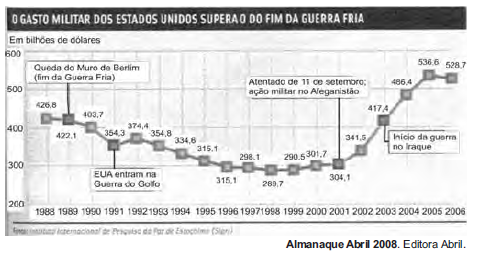 O GASTO MILITAR DOS ESTADOS UNIDOS SUPERA O DO FIM DA GUERRA FRIA
Em bilhões de dólares
600
400
300
200
Queda do Muro de Berlim
(fim da Guerra Fria)
Atentado de 11 de setembro;
ação militar no Afeganistão
EUA entram na
Guerra do Golfo
Início da guerra
no Iraque
426,8
422,1
403,7
354,3
374,4
354,8
334,6
315,1
315,1
298,1
289,7
290,5
301,7
304,1
341,5
417,4
486,4
536,6
528,7
1988 1989 1990 1991 1992 1993 1994 1995 1996 1997 1998 1999 2000 2001 2002 2003 2004 2005 2006
Internacional de Pesquisa da Paz de Estocolmo (Sipri)
Almanaque Abril 2008. Editora Abril.